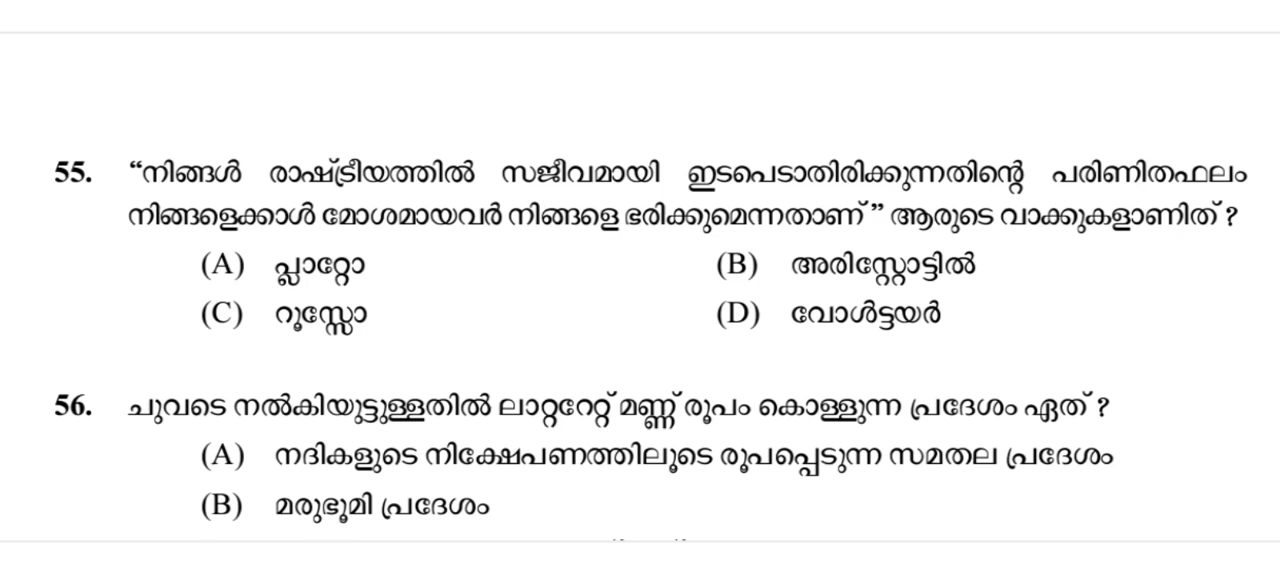 55. “നിങ്ങൾ രാഷ്ട്രീയത്തിൽ സജീവമായി ഇടപെടാതിരിക്കുന്നതിന്റെ പരിണിതഫലം
നിങ്ങളെക്കാൾ മോശമായവർ നിങ്ങളെ ഭരിക്കുമെന്നതാണ്” ആരുടെ വാക്കുകളാണിത് ?
(A) പ്ലാറ്റോ (B) അരിസ്റ്റോട്ടിൽ
(C) റൂസ്സോ (D) വോൾട്ടയർ
56. ചുവടെ നൽകിയുട്ടുള്ളതിൽ ലാറ്ററേറ്റ് മണ്ണ് രൂപം കൊള്ളുന്ന പ്രദേശം ഏത് ?
(A) നദികളുടെ നിക്ഷേപണത്തിലൂടെ രൂപപ്പെടുന്ന സമതല പ്രദേശം
(B) മരുഭൂമി പ്രദേശം